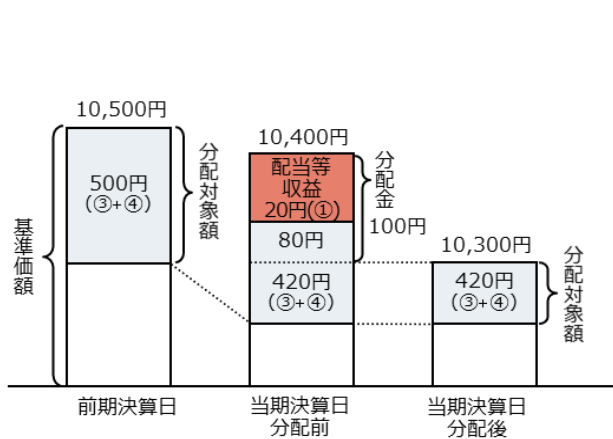 10,500円
500円
(③+④)
分配対象額
基準価額
前期決算日
10,400円
配当等
収益
20円(①)
80円
420円
(③+④)
分配金
100円
当期決算日
分配前
10,300円
420円
(③+④)
分配対象額
当期決算日
分配後